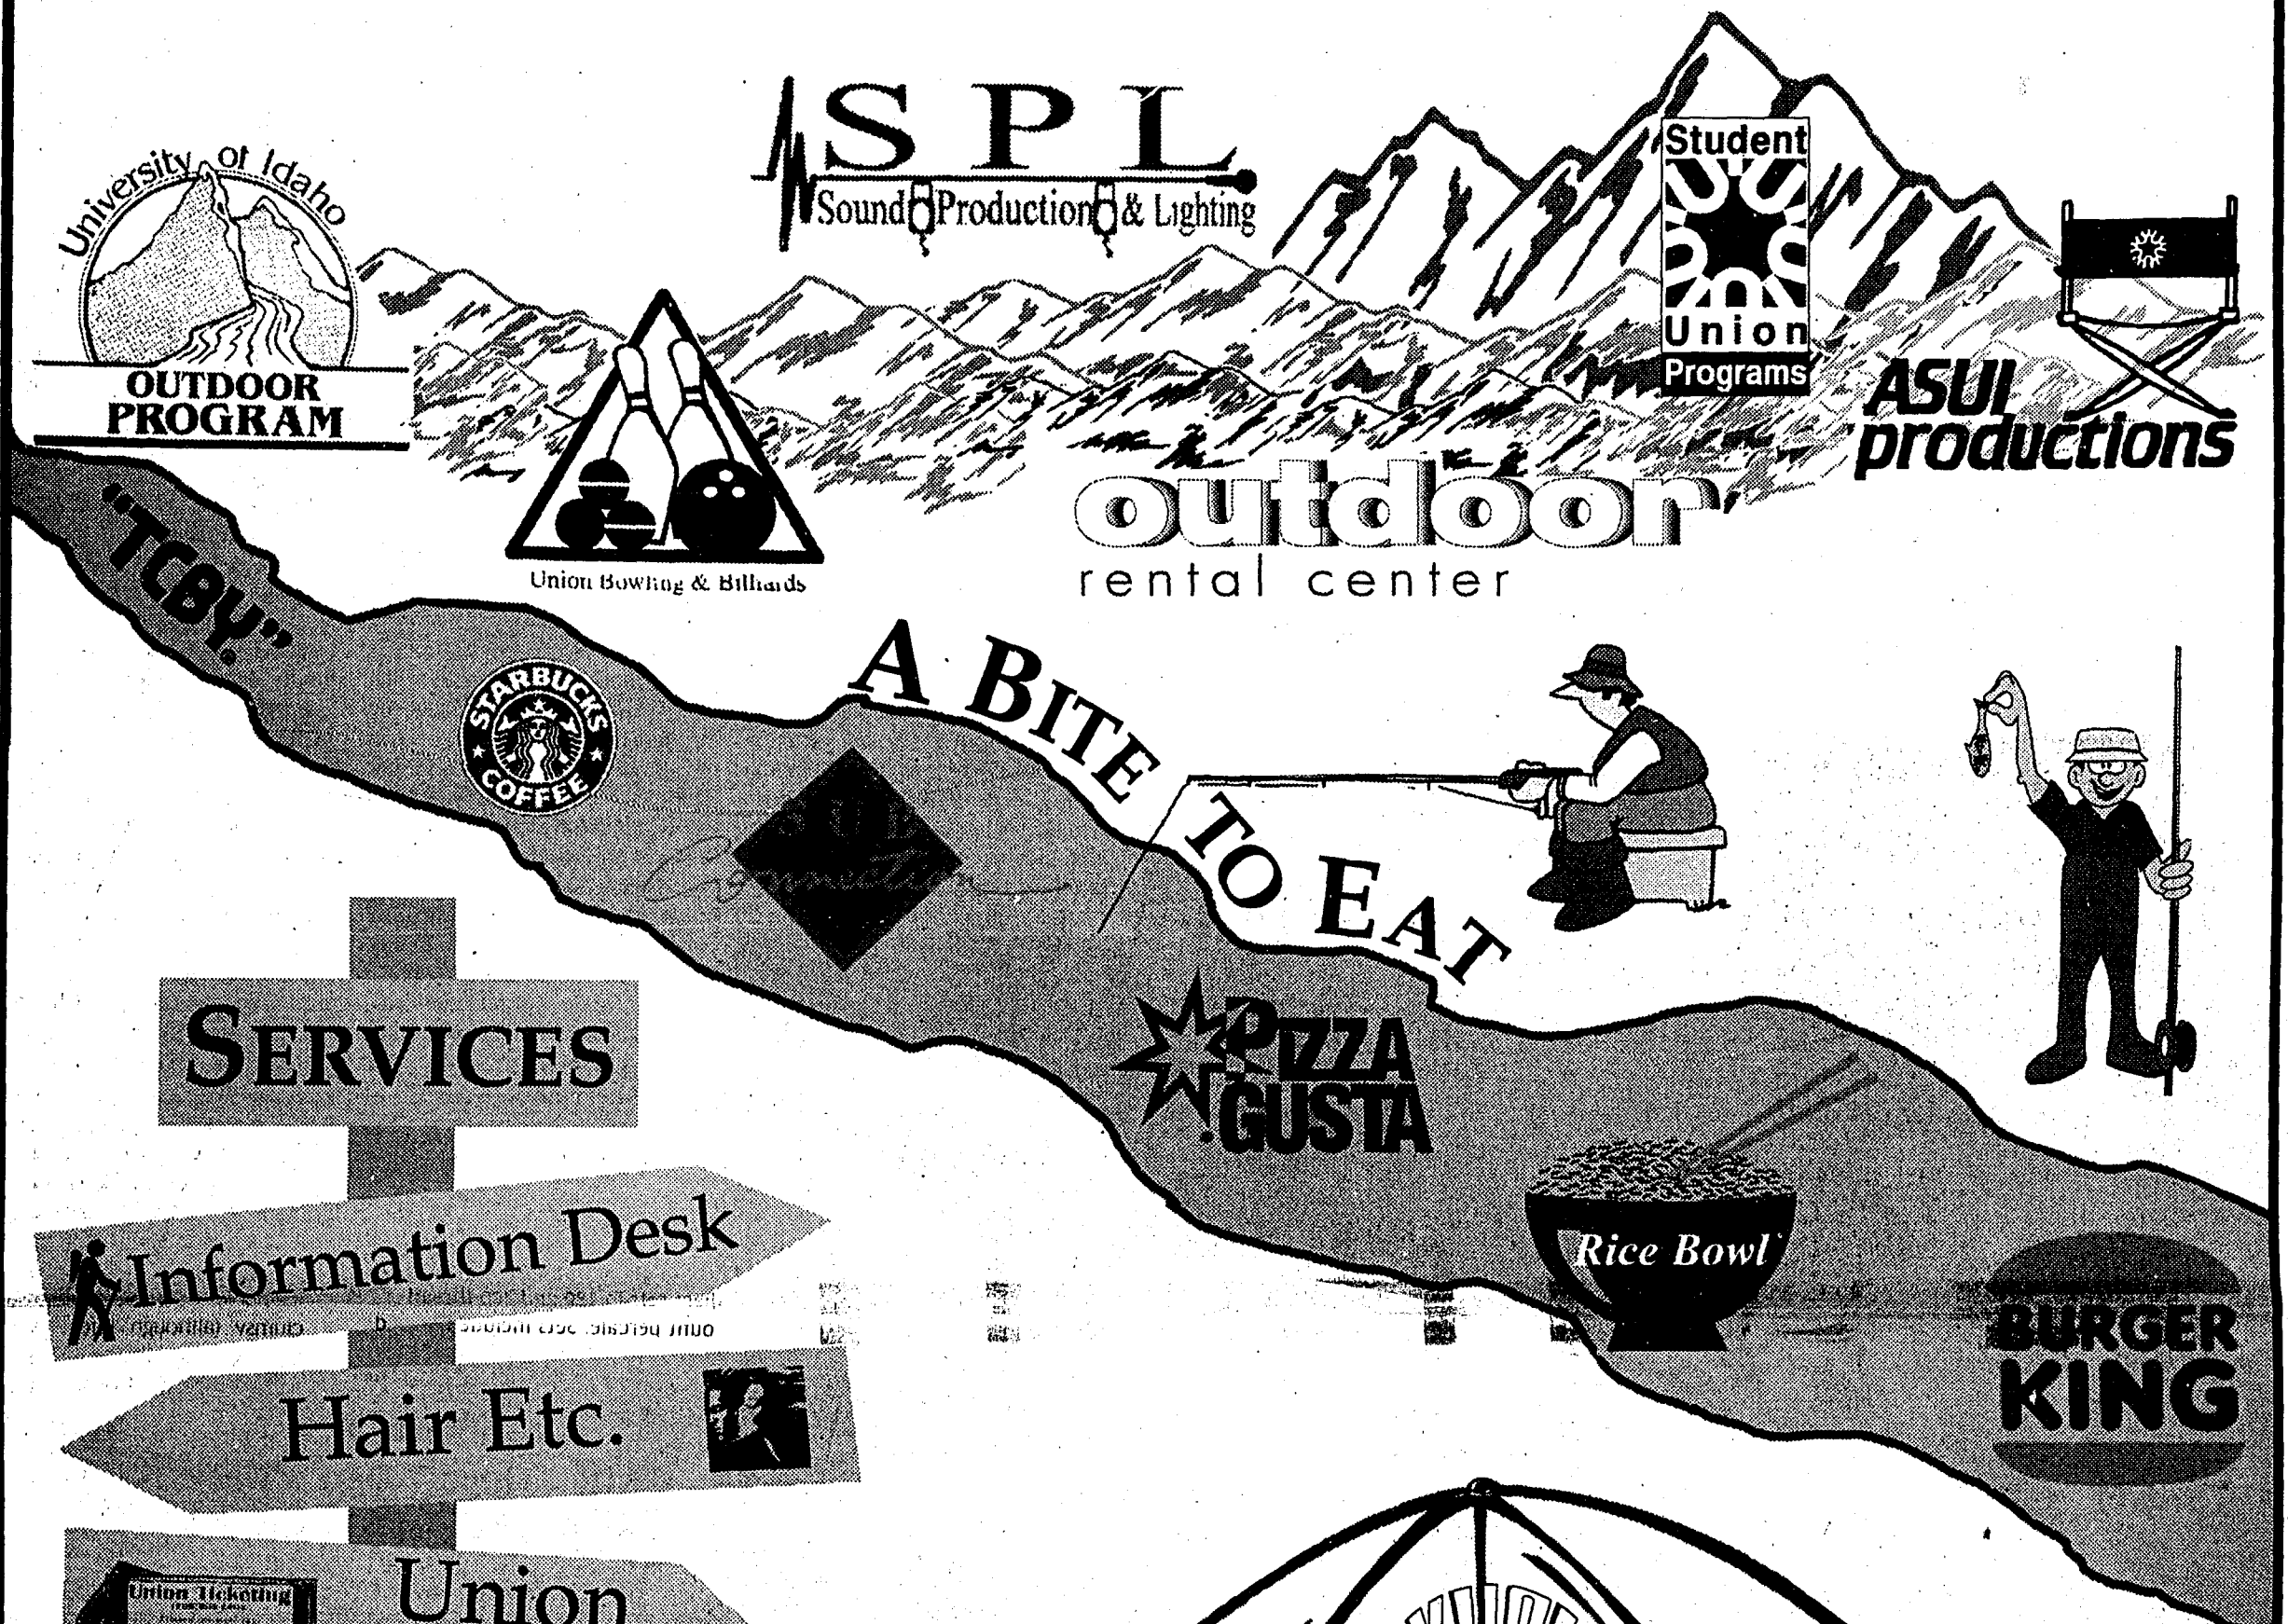 SPL
Sound Production & Lighting
University of Idaho
OUTDOOR
PROGRAM
Student
Union
Programs
ASUI
productions
Union Bowling & Billiards
outdoor
rental center
"TCBY."
STARBUCKS
COFFEE
A BITE TO EAT
Connection
PIZZA
GUSTA
Rice Bowl
BURGER
KING
SERVICES
Information Desk
Hair Etc.
Union
Union Ticketing